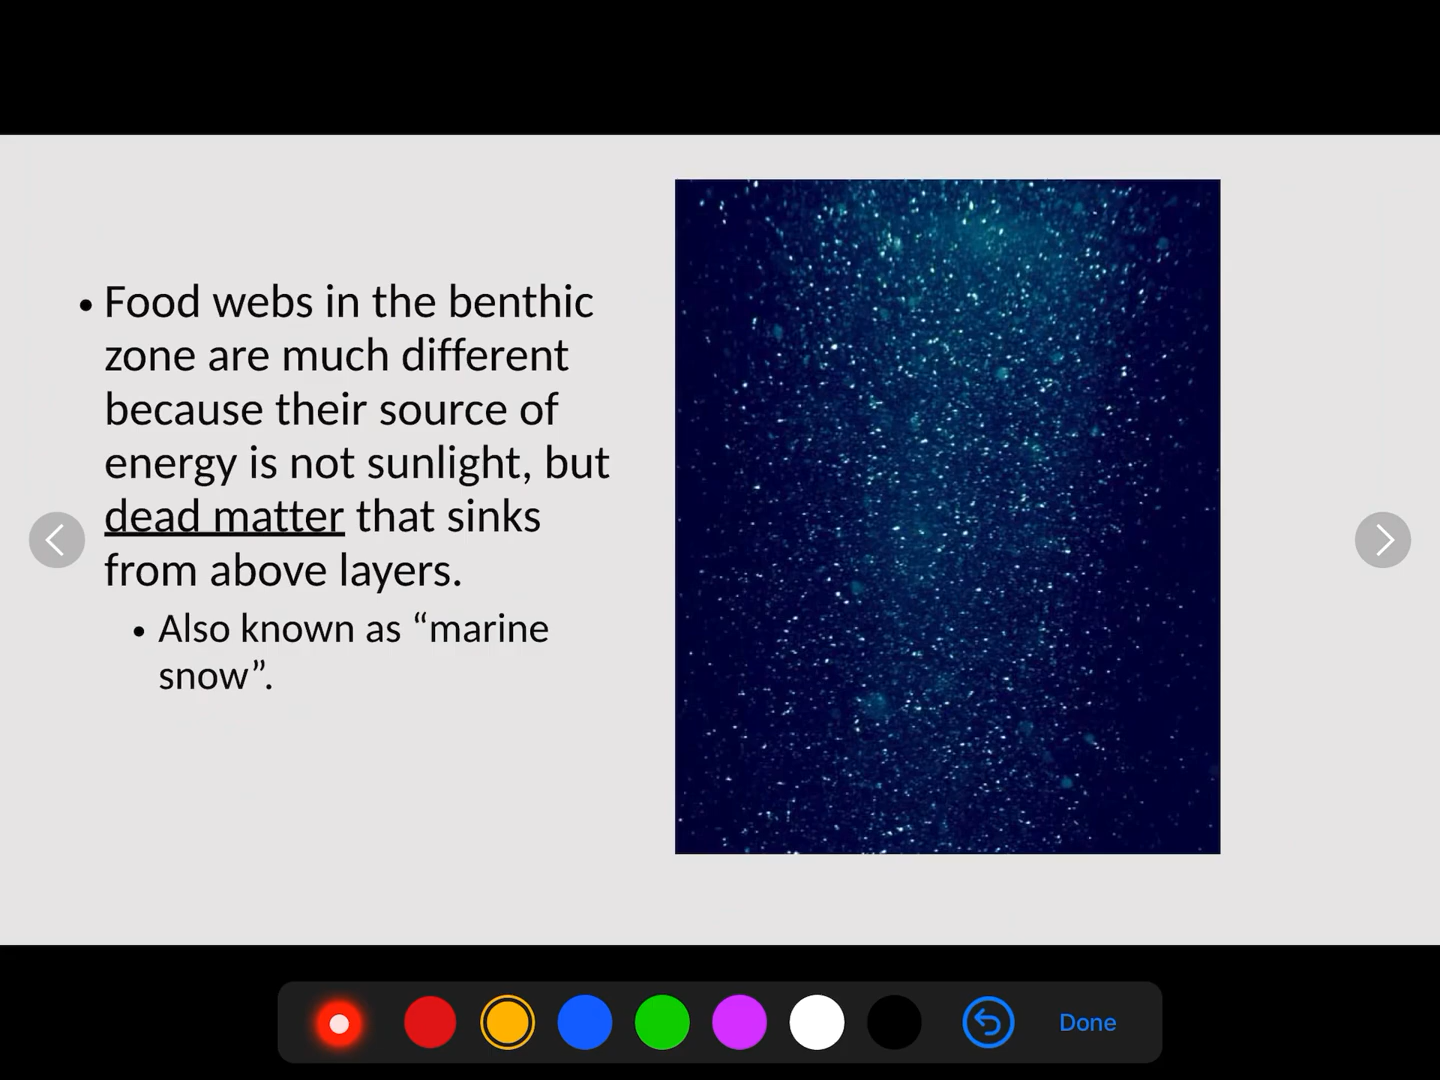 • Food webs in the benthic
zone are much different
because their source of
energy is not sunlight, but
dead matter that sinks
from above layers.
• Also known as “marine
snow”.
Done